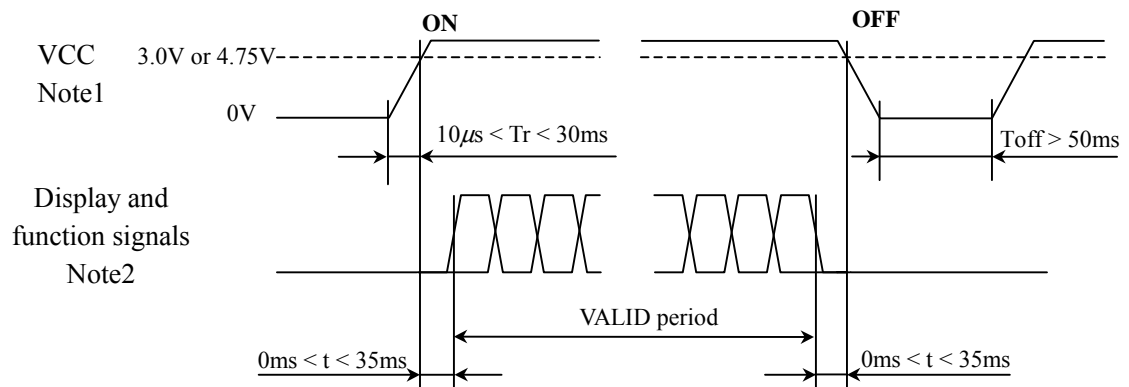 ON
OFF
VCC
Note1
3.0V or 4.75V
0V
10μs < Tr < 30ms
Toff > 50ms
Display and
function signals
Note2
VALID period
0ms < t < 35ms
0ms < t < 35ms